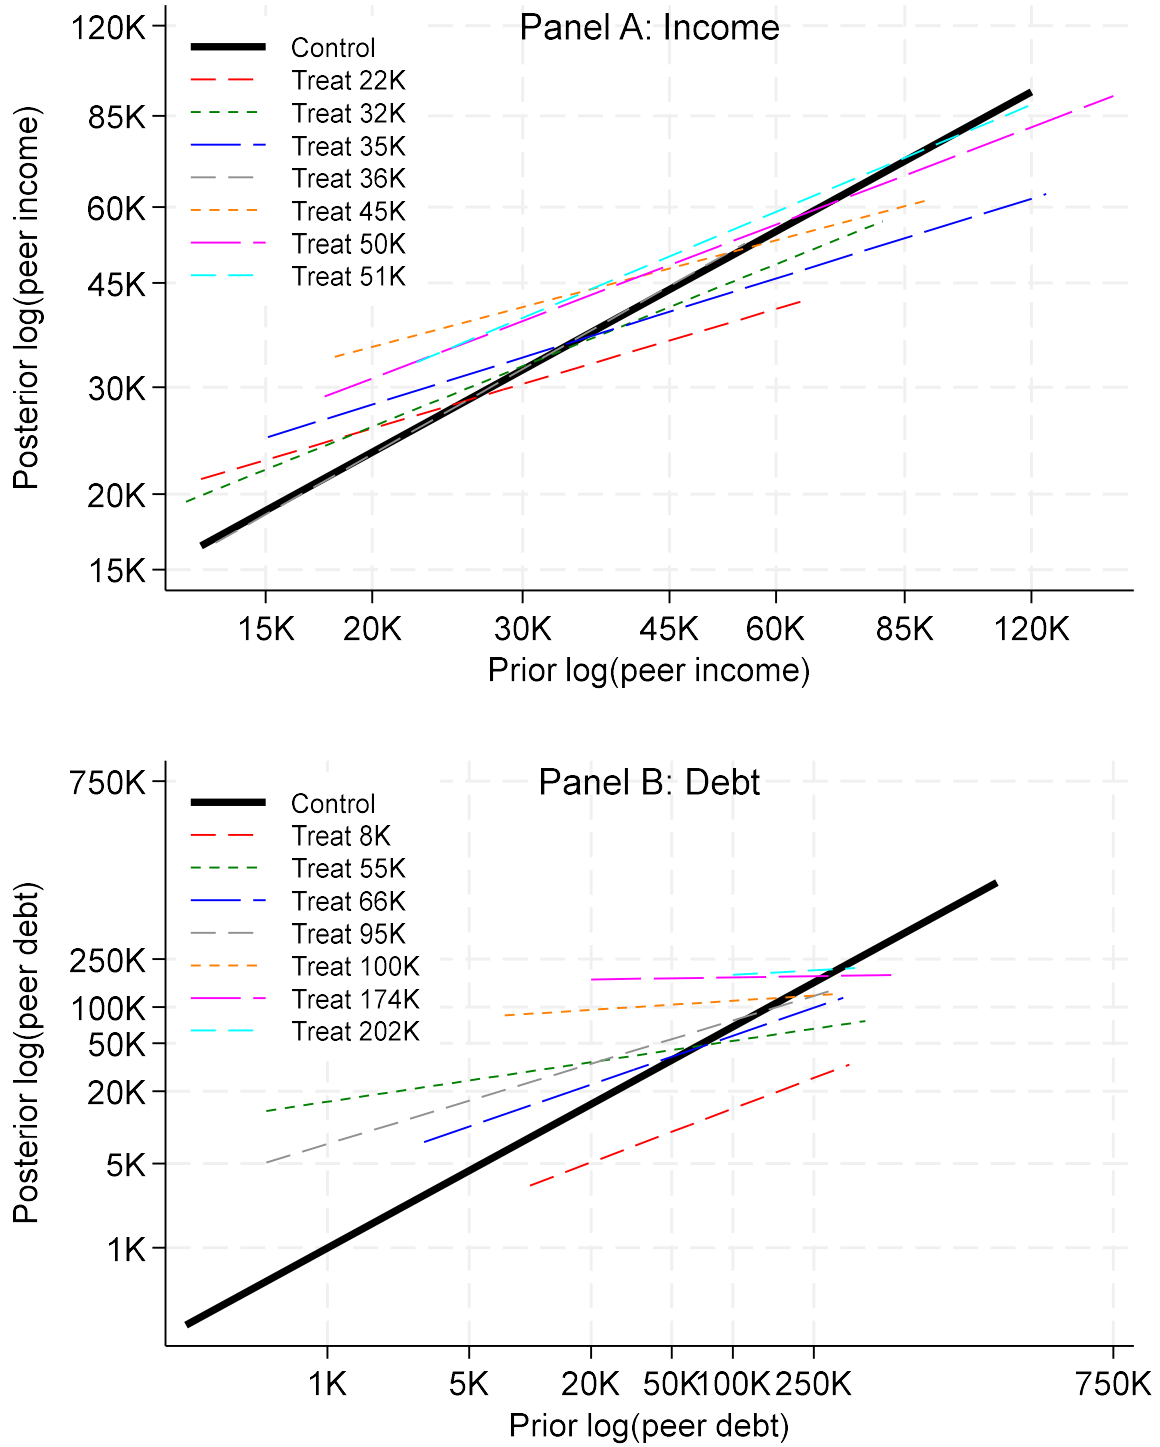 Panel A: Income
120K
85K
60K
45K
30K
20K
15K
Posterior log(peer income)
Control
Treat 22K
Treat 32K
Treat 35K
Treat 36K
Treat 45K
Treat 50K
Treat 51K
15K 20K 30K 45K 60K 85K 120K
Prior log(peer income)
Panel B: Debt
750K
250K
100K
50K
20K
5K
1K
Posterior log(peer debt)
Control
Treat 8K
Treat 55K
Treat 66K
Treat 95K
Treat 100K
Treat 174K
Treat 202K
1K 5K 20K 50K 100K 250K 750K
Prior log(peer debt)